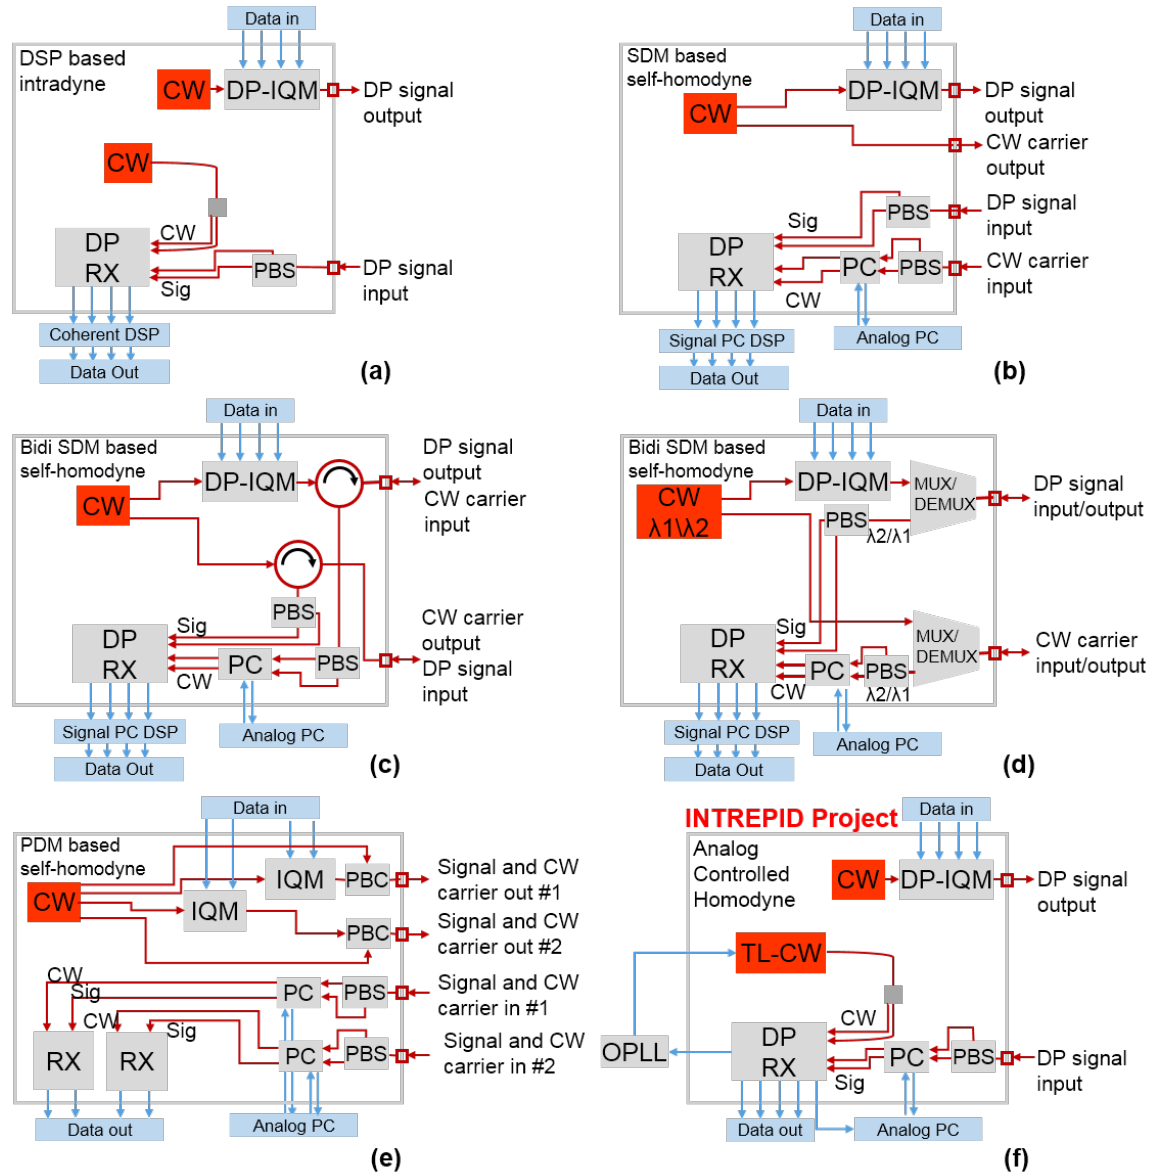 Data in
DSP based
intradyne
CW
DP-IQM
DP signal
output
CW
CW
DP
RX
Sig
PBS
DP signal
input
Coherent DSP
Data Out
(a)
Data in
SDM based
self-homodyne
CW
DP-IQM
DP signal
output
CW carrier
output
Sig
PBS
DP signal
input
DP
RX
PC
PBS
CW carrier
input
CW
Signal PC DSP
Analog PC
Data Out
(b)
Data in
Bidi SDM based
self-homodyne
CW
DP-IQM
DP signal
output
CW carrier
input
PBS
Sig
DP
RX
PC
PBS
CW
CW carrier
output
DP signal
input
Signal PC DSP
Analog PC
Data Out
(c)
Data in
Bidi SDM based
self-homodyne
CW
λ1\λ2
DP-IQM
MUX/
DEMUX
DP signal
input/output
PBS
λ2/λ1
Sig
DP
RX
PC
PBS
λ2/λ1
CW
MUX/
DEMUX
CW carrier
input/output
Signal PC DSP
Analog PC
Data Out
(d)
Data in
PDM based
self-homodyne
CW
IQM
PBC
Signal and CW
carrier out #1
IQM
PBC
Signal and CW
carrier out #2
CW
Sig
PC
PBS
Signal and CW
carrier in #1
CW
Sig
RX
RX
PC
PBS
Signal and CW
carrier in #2
Data out
Analog PC
(e)
INTREPID Project
Data in
Analog
Controlled
Homodyne
CW
DP-IQM
DP signal
output
TL-CW
CW
OPLL
DP
RX
Sig
PC
PBS
DP signal
input
Data out
Analog PC
(f)